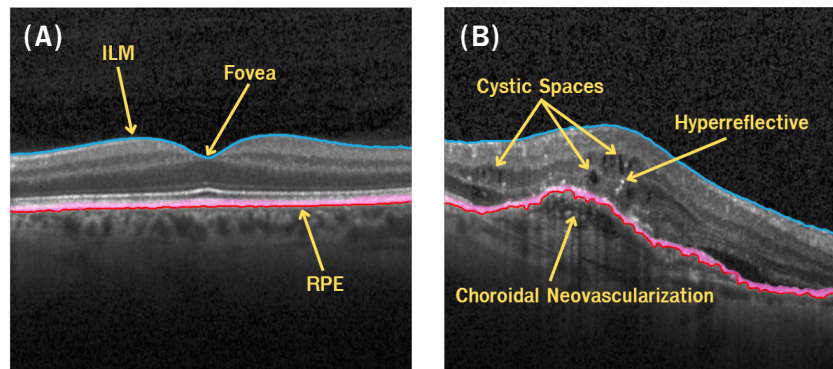 (A)
ILM
Fovea
RPE
(B)
Cystic Spaces
Hyperreflective
Choroidal Neovascularization